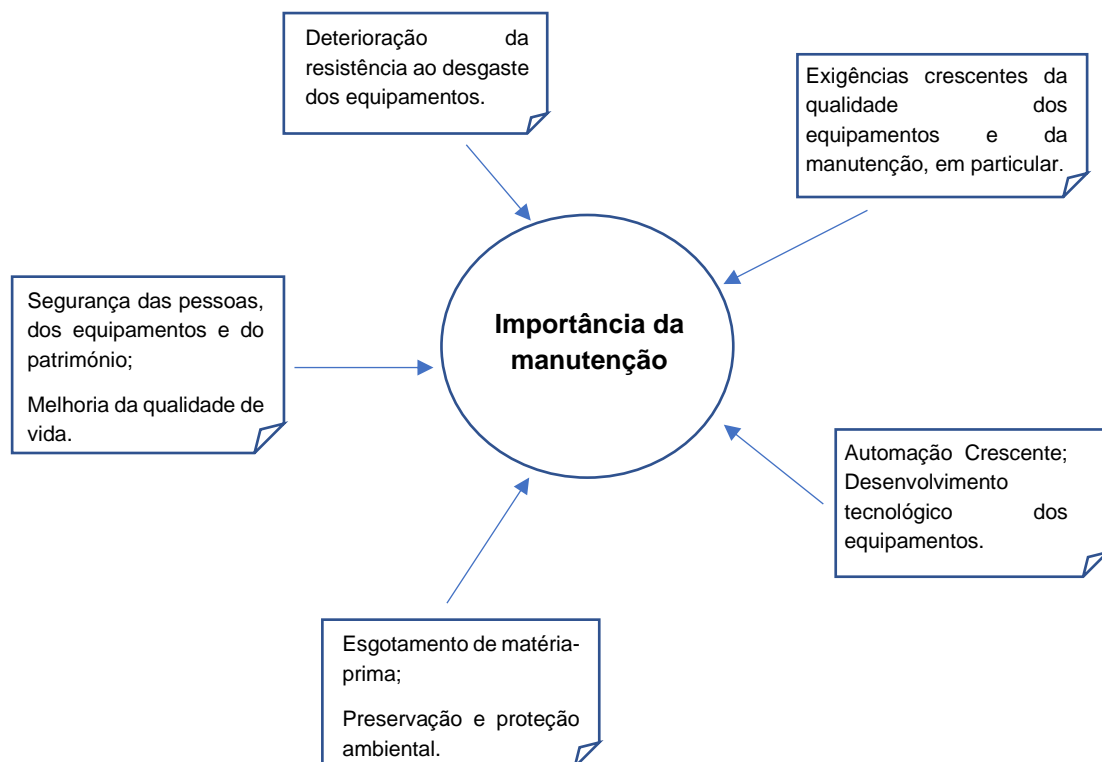 Deterioração da
resistência ao desgaste
dos equipamentos.
Exigências crescentes da
qualidade dos
equipamentos e da
manutenção, em particular.
Segurança das pessoas,
dos equipamentos e do
património;
Melhoria da qualidade de
vida.
Importância da
manutenção
Automação Crescente;
Desenvolvimento
tecnológico dos
equipamentos.
Esgotamento de matéria-
prima;
Preservação e proteção
ambiental.